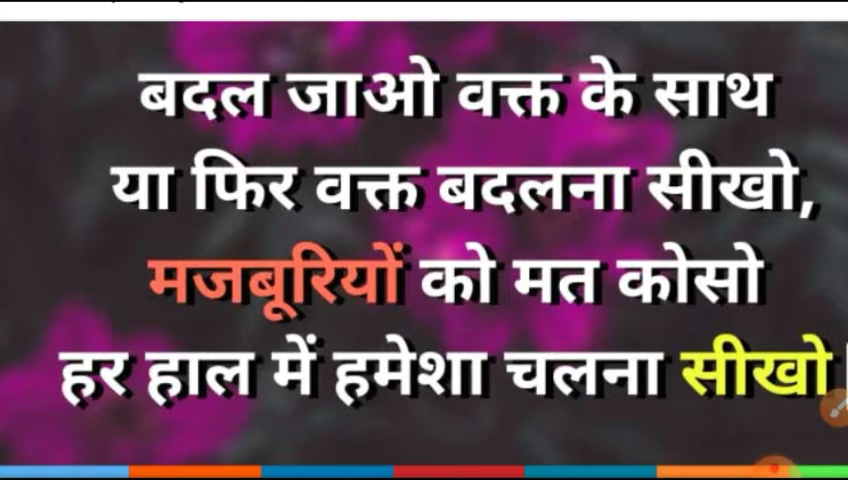 बदल जाओ वक्त के साथ
या फिर वक्त बदलना सीखो,
मजबूरियों को मत कोसो
हर हाल में हमेशा चलना सीखो